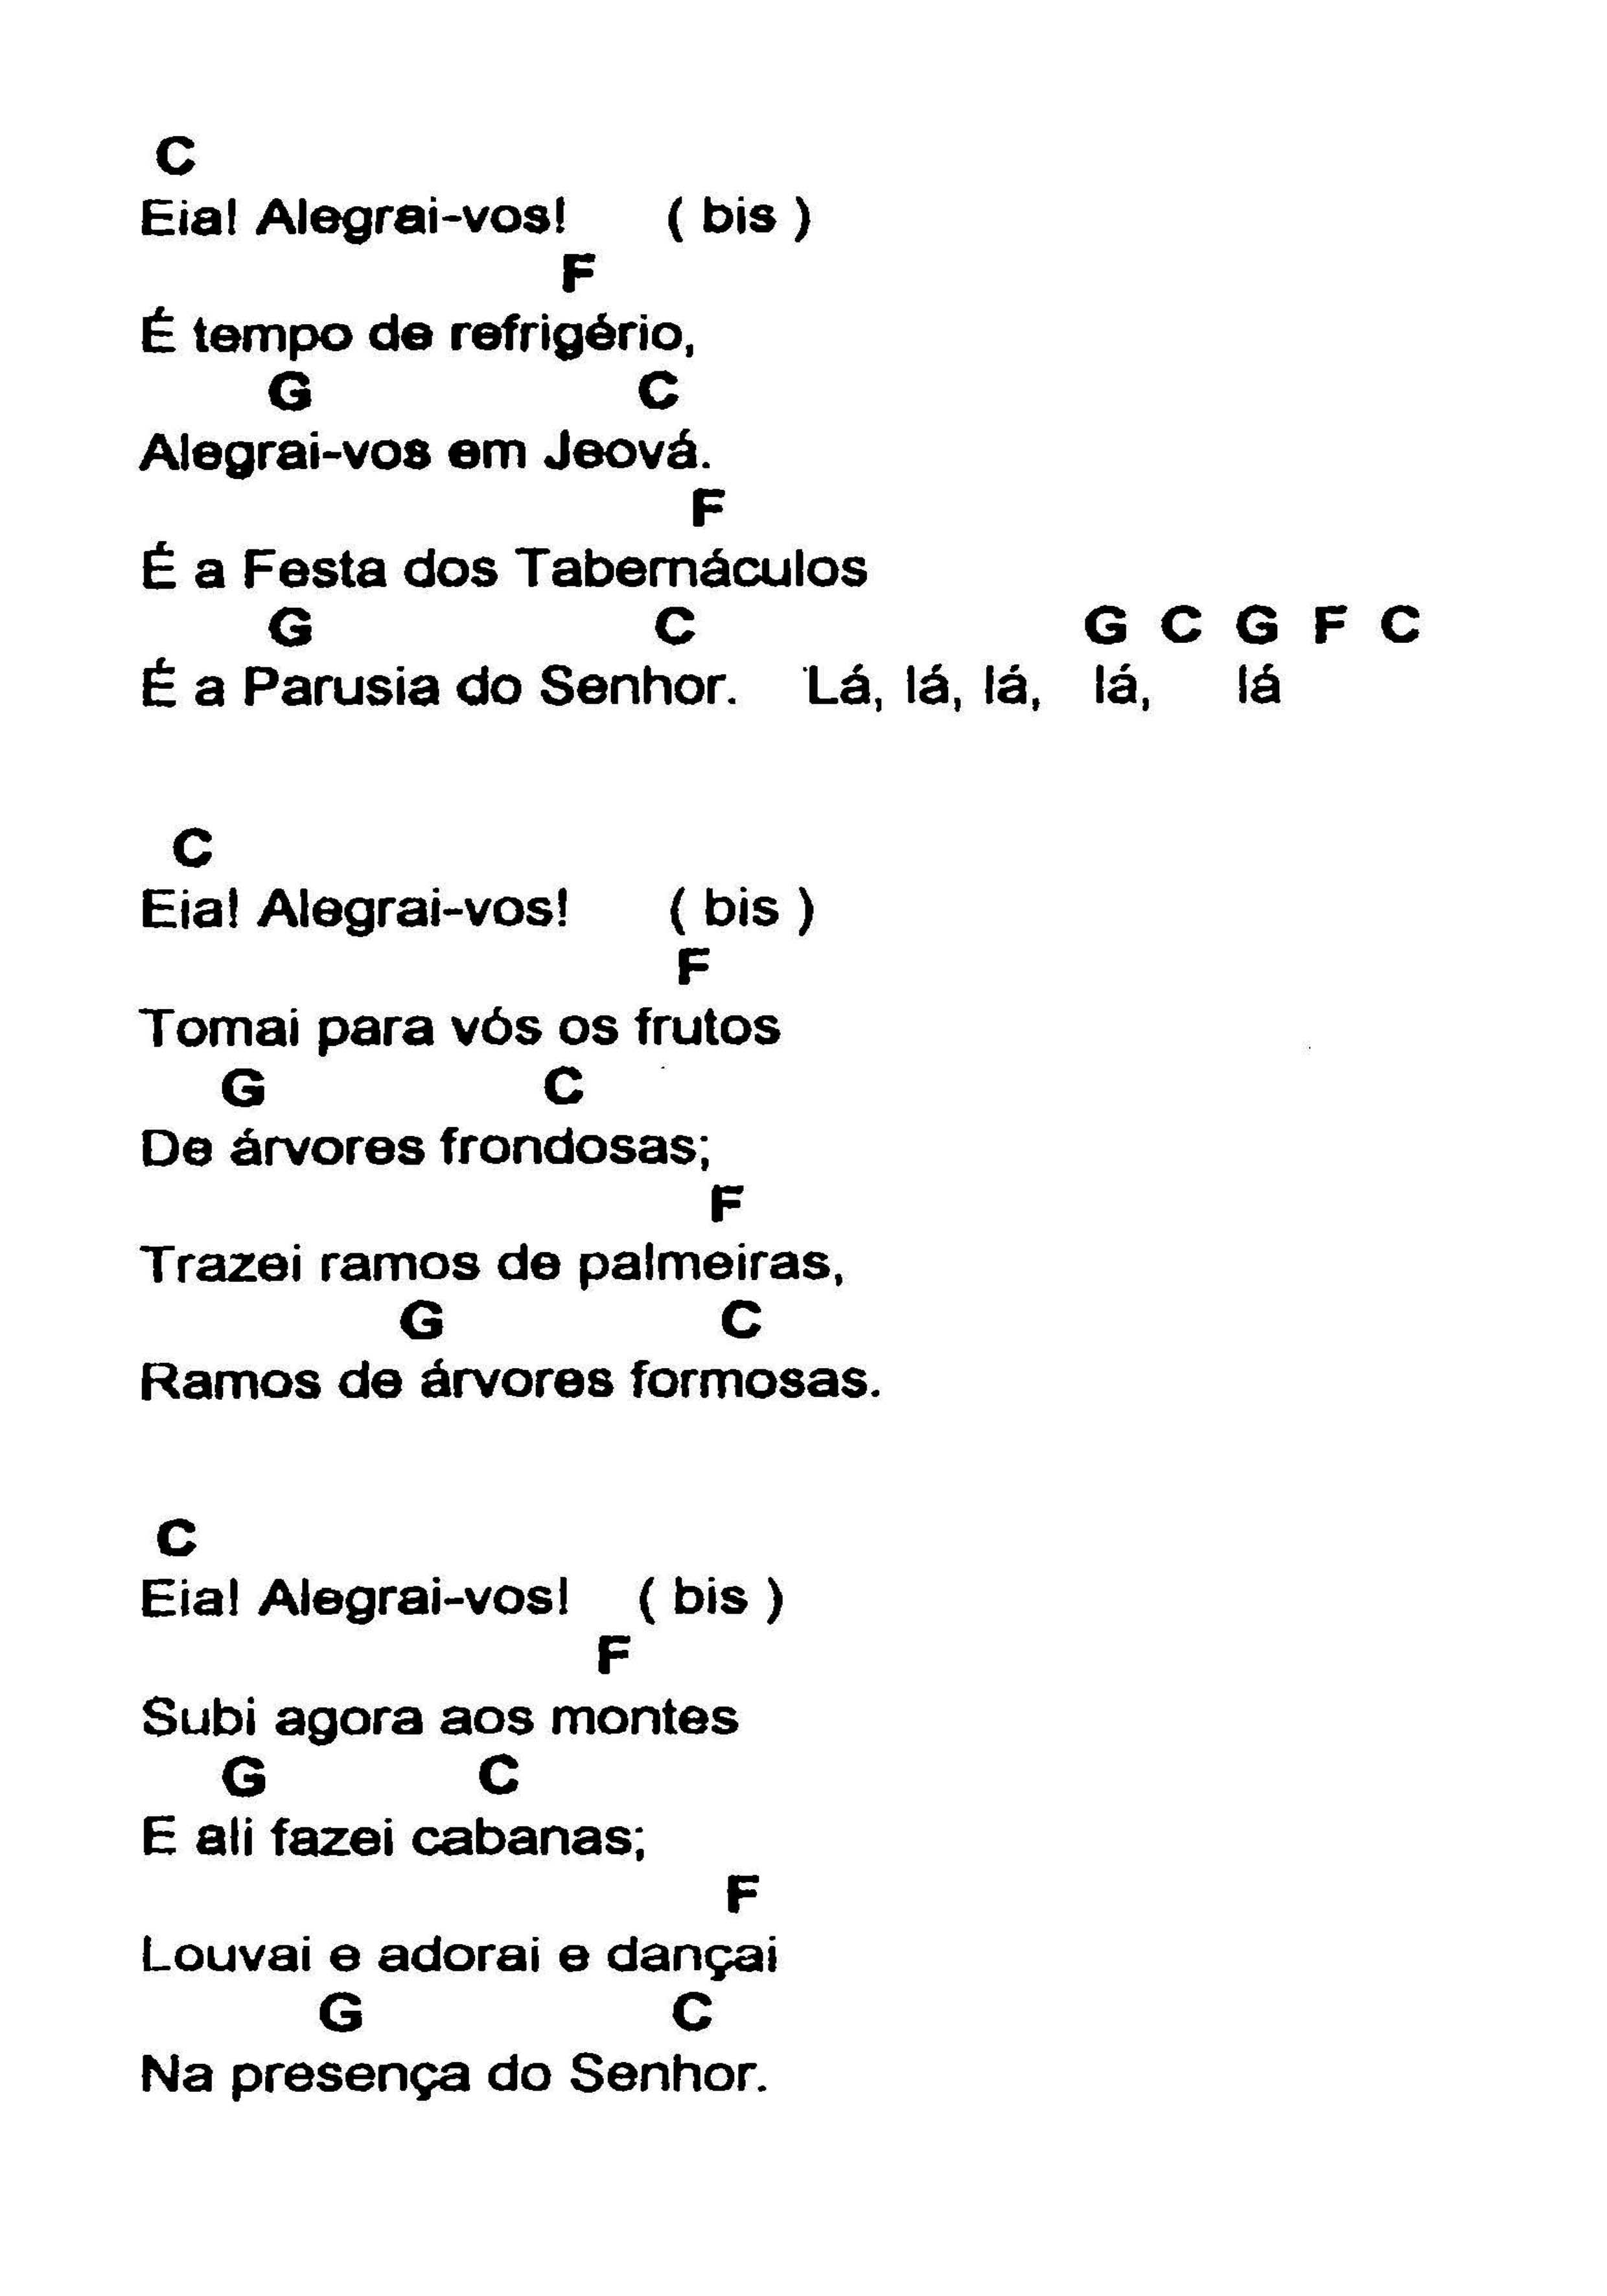 C
Eia! Alegrai-vos! ( bis )
F
É tempo de refrigério,
G C
Alegrai-vos em Jeová.
F
É a Festa dos Tabernáculos
G C G C G F C
É a Parusia do Senhor. Lá, lá, lá, lá, lá
C
Eia! Alegrai-vos! ( bis )
F
Tomai para vós os frutos
G C
De árvores frondosas;
F
Trazei ramos de palmeiras,
G C
Ramos de árvores formosas.
C
Eia! Alegrai-vos! ( bis )
F
Subi agora aos montes
G C
E ali fazei cabanas;
F
Louvai e adorai e dançai
G C
Na presença do Senhor.